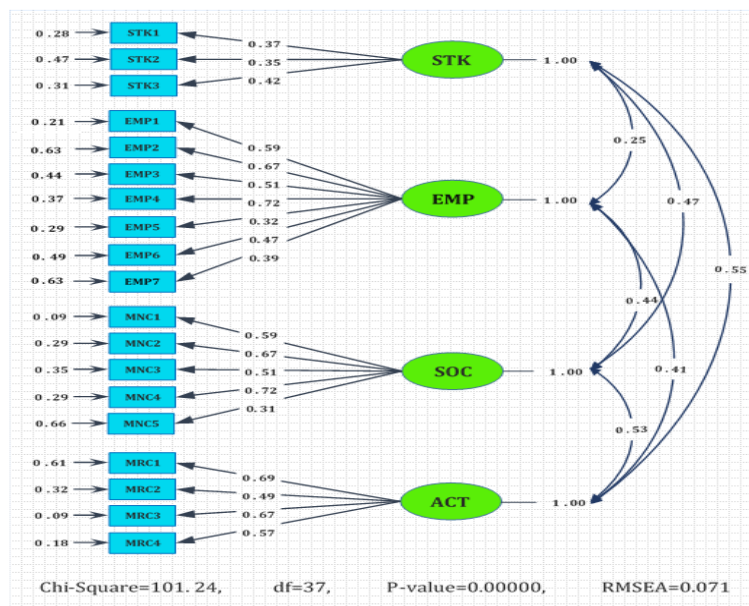 0.28 STK1 0.37
0.47 STK2 0.35 STK 1.00
0.31 STK3 0.42
0.21 EMP1 0.59
0.63 EMP2 0.67 0.25
0.44 EMP3 0.51
0.37 EMP4 0.72 EMP 1.00 0.47
0.29 EMP5 0.32
0.49 EMP6 0.47
0.63 EMP7 0.39 0.55
0.09 MNC1 0.59 0.44
0.29 MNC2 0.67
0.35 MNC3 0.51 SOC 1.00 0.41
0.29 MNC4 0.72
0.66 MNC5 0.31 0.53
0.61 MRC1 0.69
0.32 MRC2 0.49 ACT 1.00
0.09 MRC3 0.67
0.18 MRC4 0.57
Chi-Square=101.24, df=37, P-value=0.00000, RMSEA=0.071